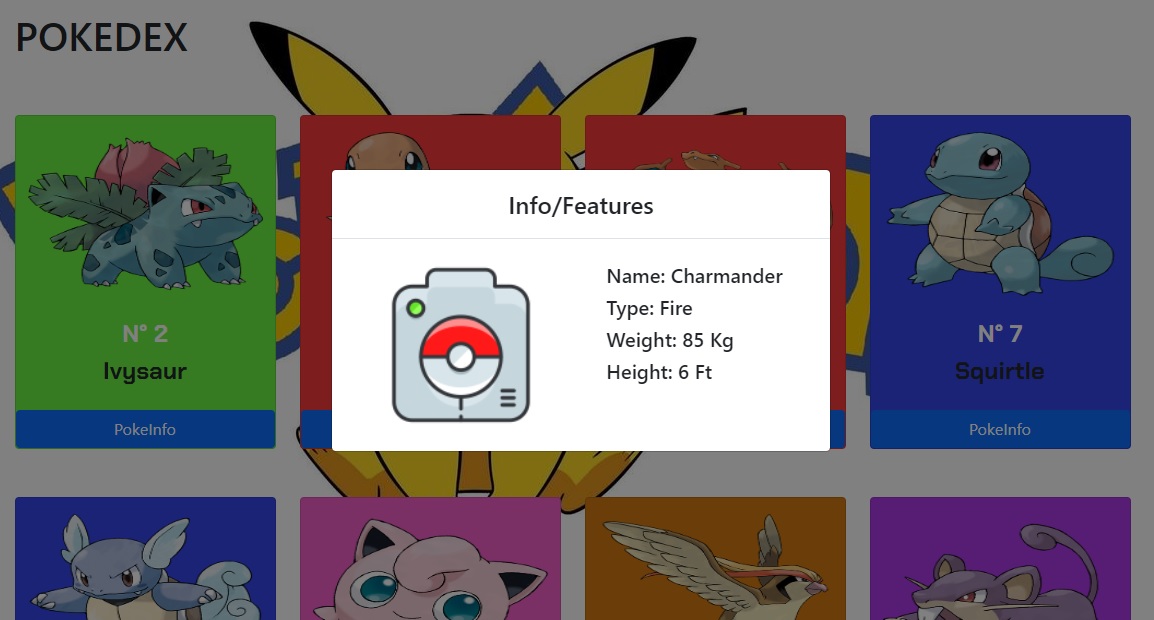 POKEDEX
Info/Features
Name: Charmander
Type: Fire
Weight: 85 Kg
Height: 6 Ft
N° 2
Ivysaur
PokeInfo
N° 7
Squirtle
PokeInfo